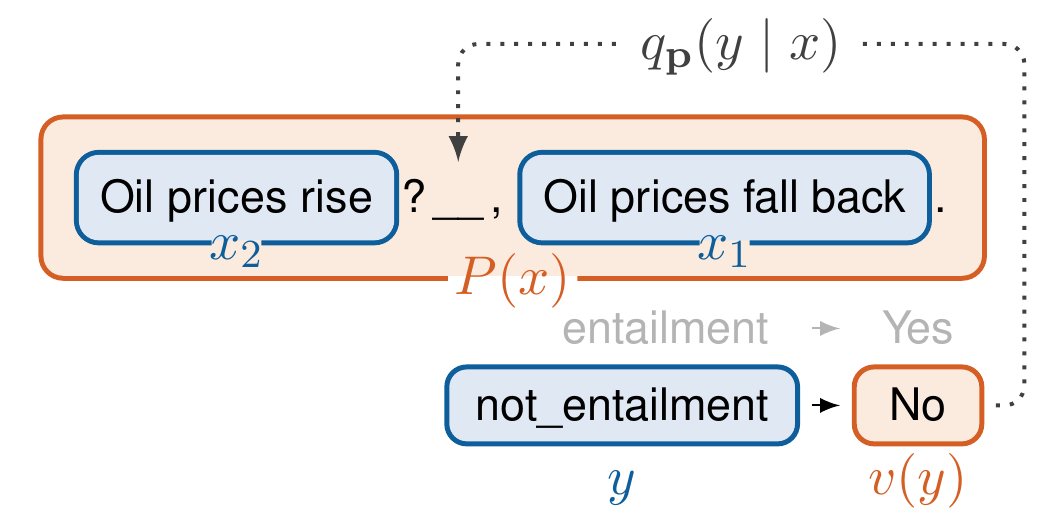 q_p(y | x)
Oil prices rise ? __ , Oil prices fall back .
x_2 x_1
P(x)
entailment Yes
not_entailment No
y v(y)